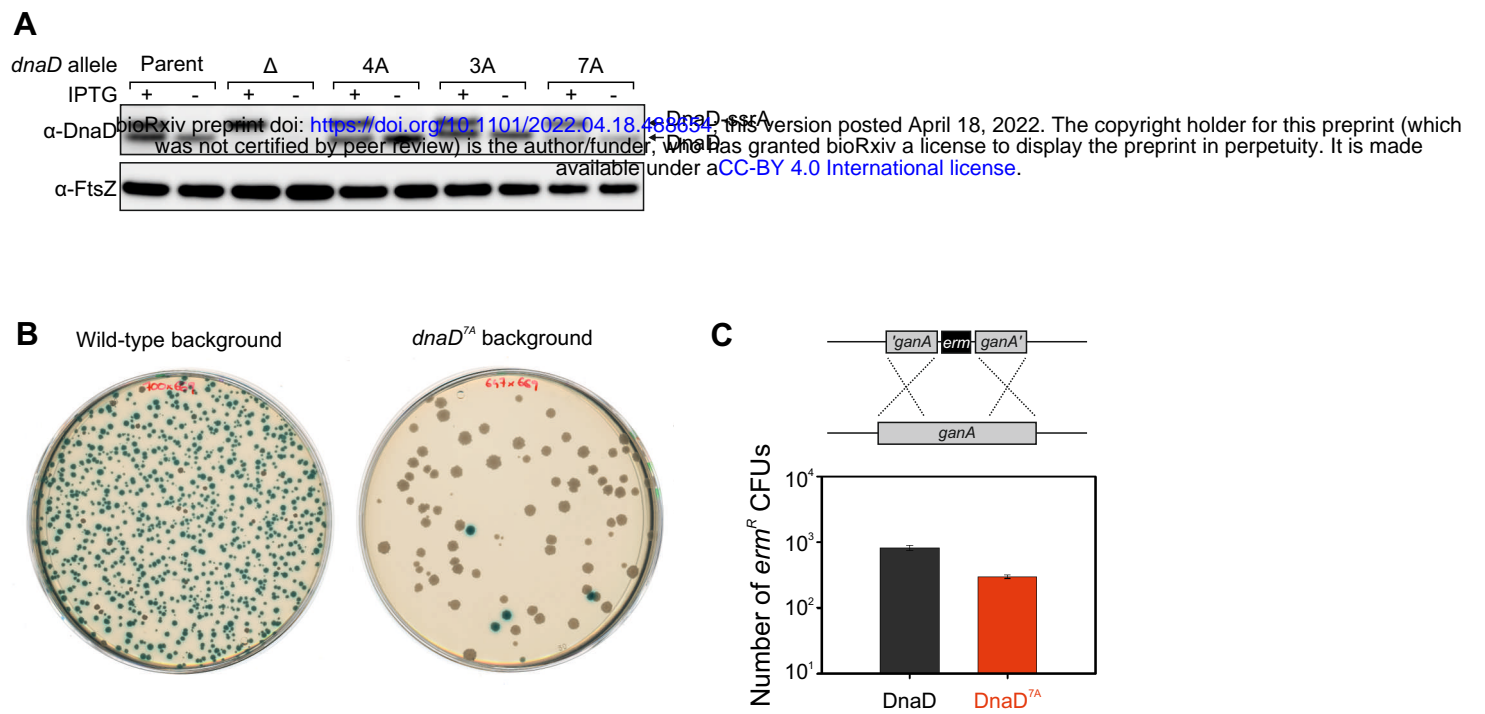 A
dnaD allele Parent Δ 4A 3A 7A
IPTG + - + - + - + - + -
α-DnaD
DnaD-ssrA
DnaD
bioRxiv preprint doi: https://doi.org/10.1101/2022.04.18.488654; this version posted April 18, 2022. The copyright holder for this preprint (which
was not certified by peer review) is the author/funder, who has granted bioRxiv a license to display the preprint in perpetuity. It is made
available under aCC-BY 4.0 International license.
α-FtsZ
B
Wild-type background
dnaD7A background
647x669
C
'ganA erm ganA'
ganA
Number of ermR CFUs
104
103
102
101
DnaD DnaD7A